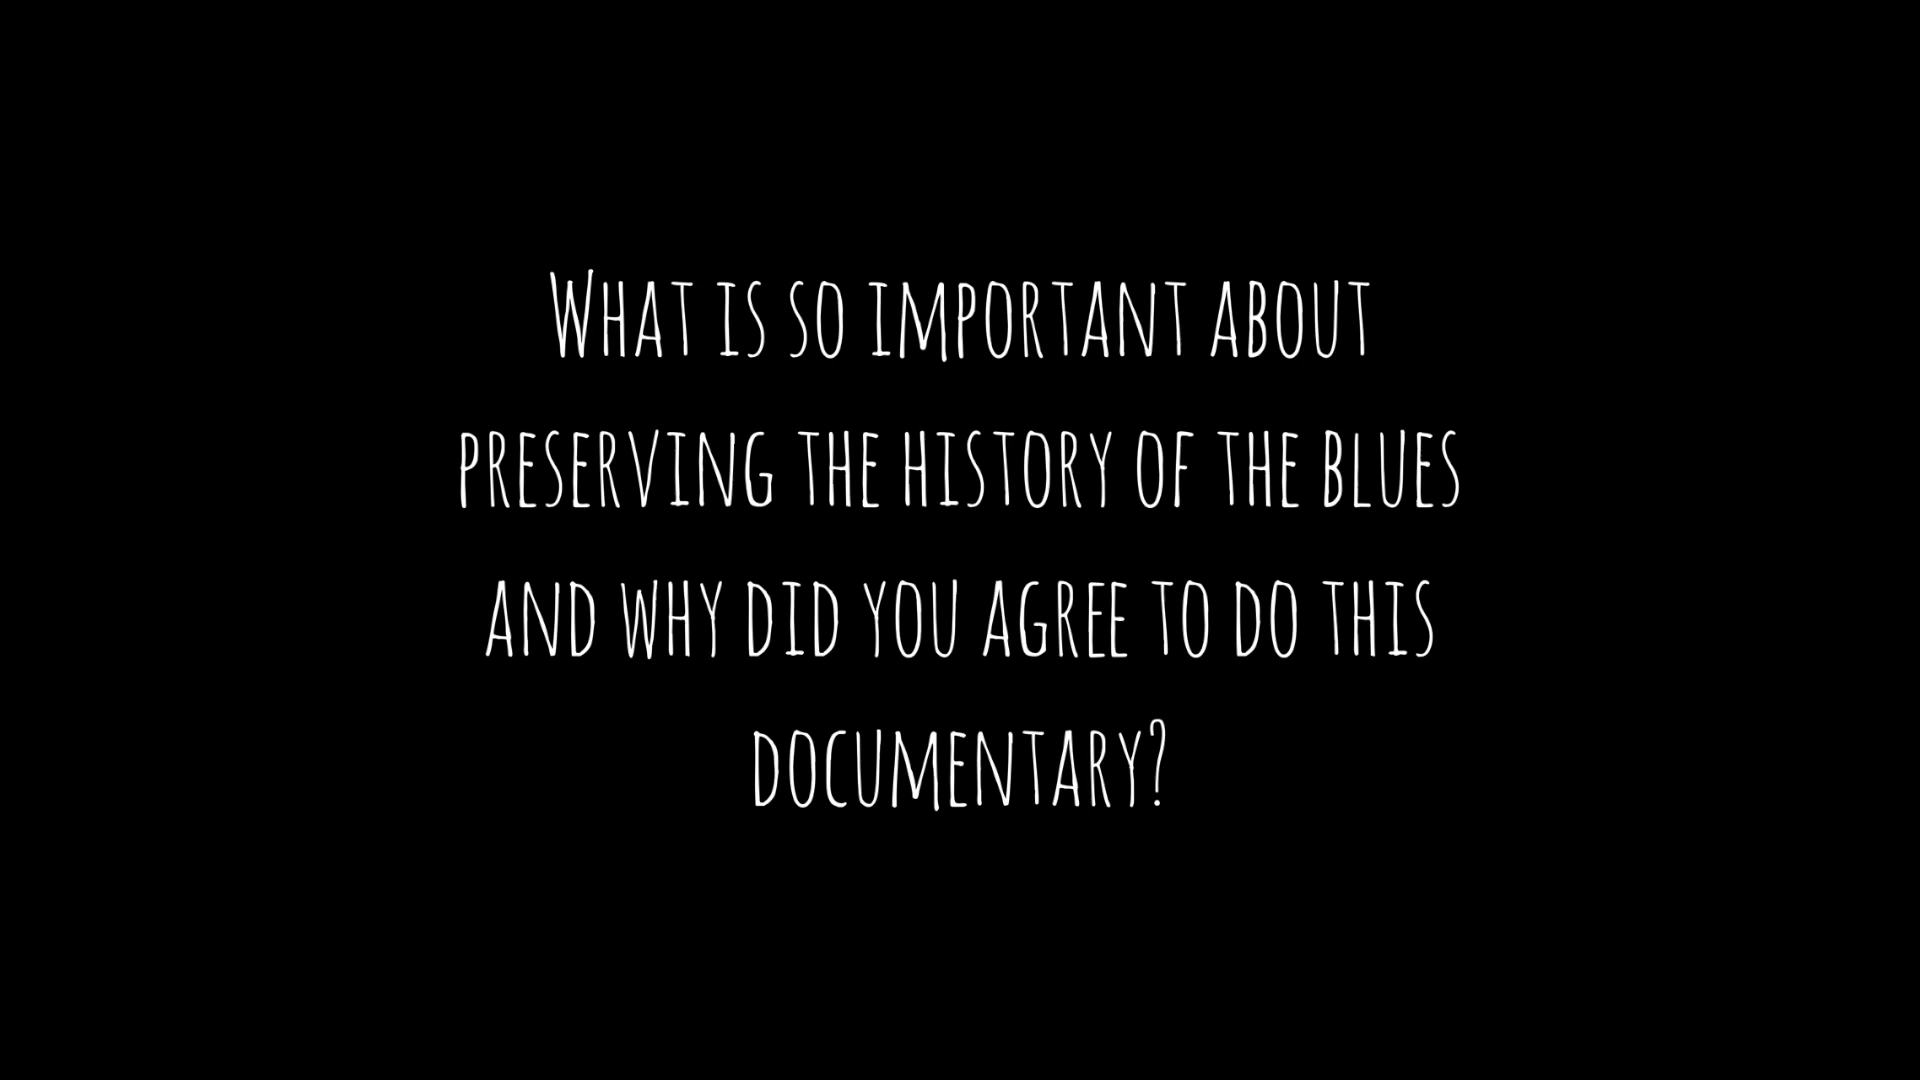 What is so important about
preserving the history of the blues
and why did you agree to do this
documentary?